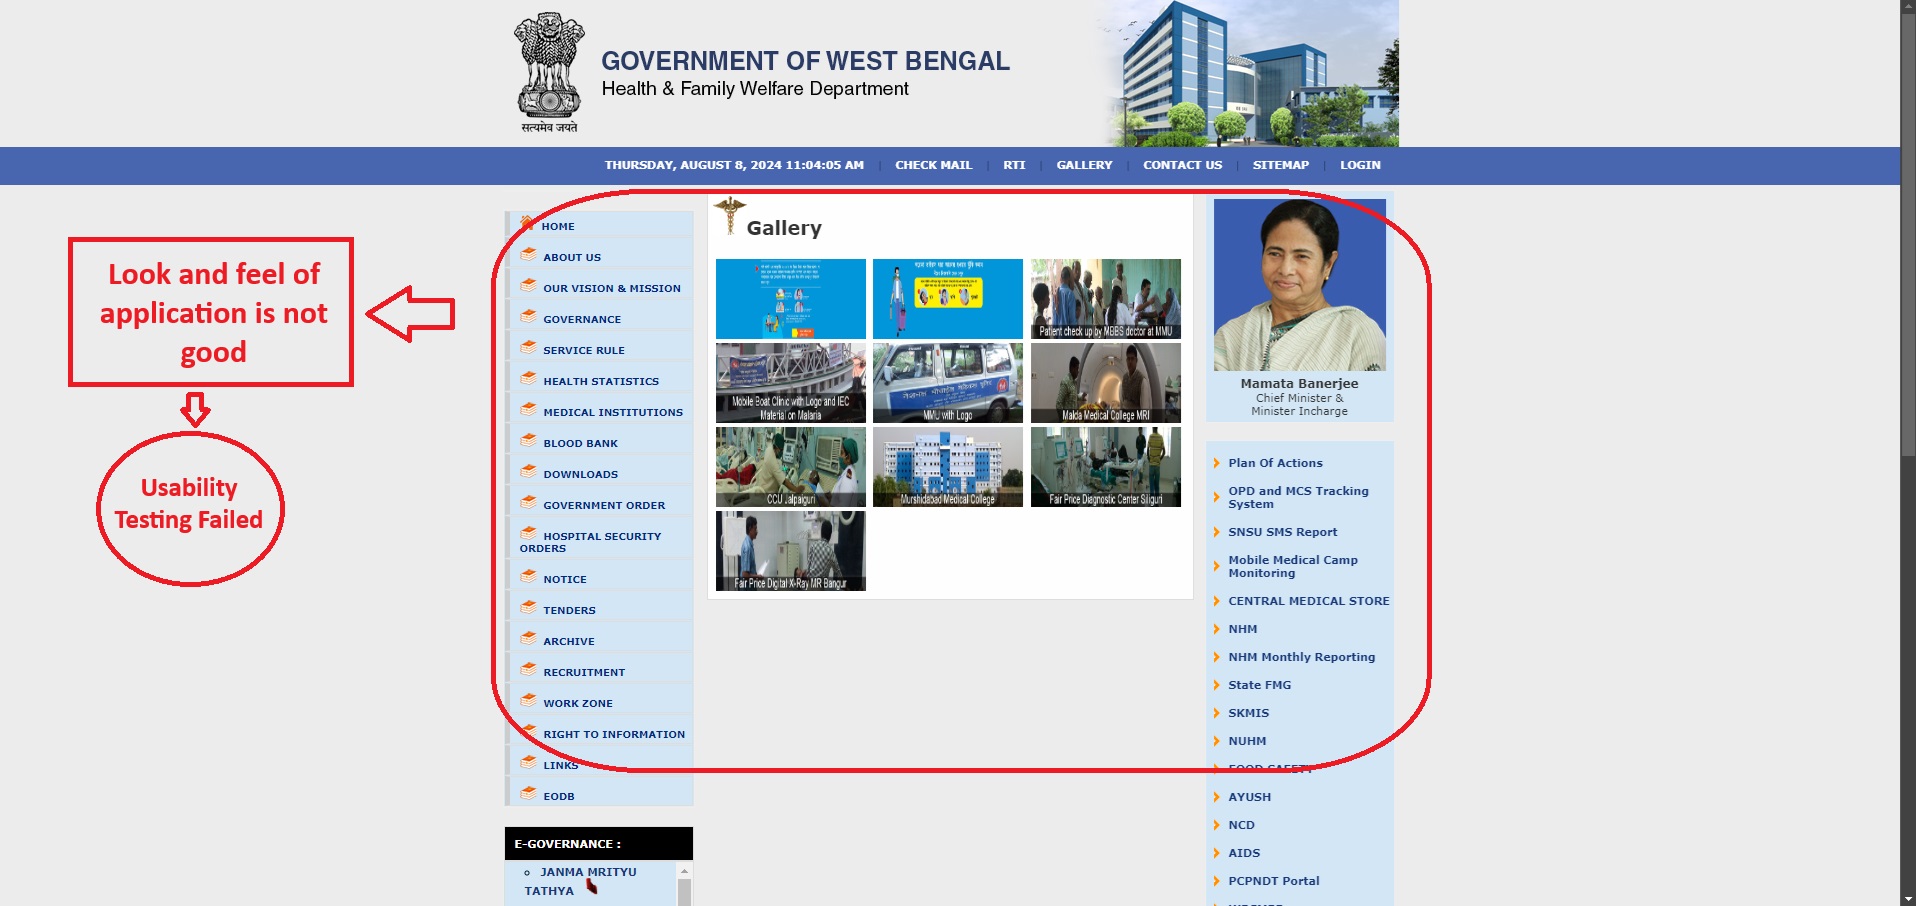 सत्यमेव जयते
GOVERNMENT OF WEST BENGAL
Health & Family Welfare Department
THURSDAY, AUGUST 8, 2024 11:04:05 AM
CHECK MAIL
RTI
GALLERY
CONTACT US
SITEMAP
LOGIN
Look and feel of
application is not
good
Usability
Testing Failed
HOME
ABOUT US
OUR VISION & MISSION
GOVERNANCE
SERVICE RULE
HEALTH STATISTICS
MEDICAL INSTITUTIONS
BLOOD BANK
DOWNLOADS
GOVERNMENT ORDER
HOSPITAL SECURITY
ORDERS
NOTICE
TENDERS
ARCHIVE
RECRUITMENT
WORK ZONE
RIGHT TO INFORMATION
LINKS
EODB
E-GOVERNANCE :
JANMA MRITYU
TATHYA
Gallery
Patient check up by MBBS doctor at MMU
Mobile Boat Clinic with Logo and IEC
Material on Malaria
MMU with Logo
Malda Medical College MRI
CCU Jalpaiguri
Murshidabad Medical College
Fair Price Diagnostic Center Siliguri
Fair Price Digital X-Ray MR Bangur
Mamata Banerjee
Chief Minister &
Minister Incharge
Plan Of Actions
OPD and MCS Tracking
System
SNSU SMS Report
Mobile Medical Camp
Monitoring
CENTRAL MEDICAL STORE
NHM
NHM Monthly Reporting
State FMG
SKMIS
NUHM
FOOD SAFETY
AYUSH
NCD
AIDS
PCPNDT Portal